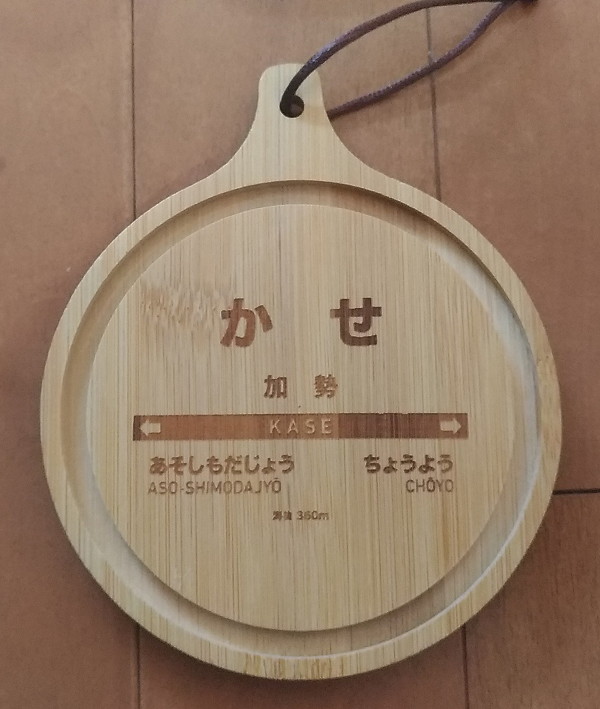 かせ
加勢
← KASE →
あそしもだじょう ちょうよう
ASO-SHIMODAJYŌ CHŌYO
海抜 360m